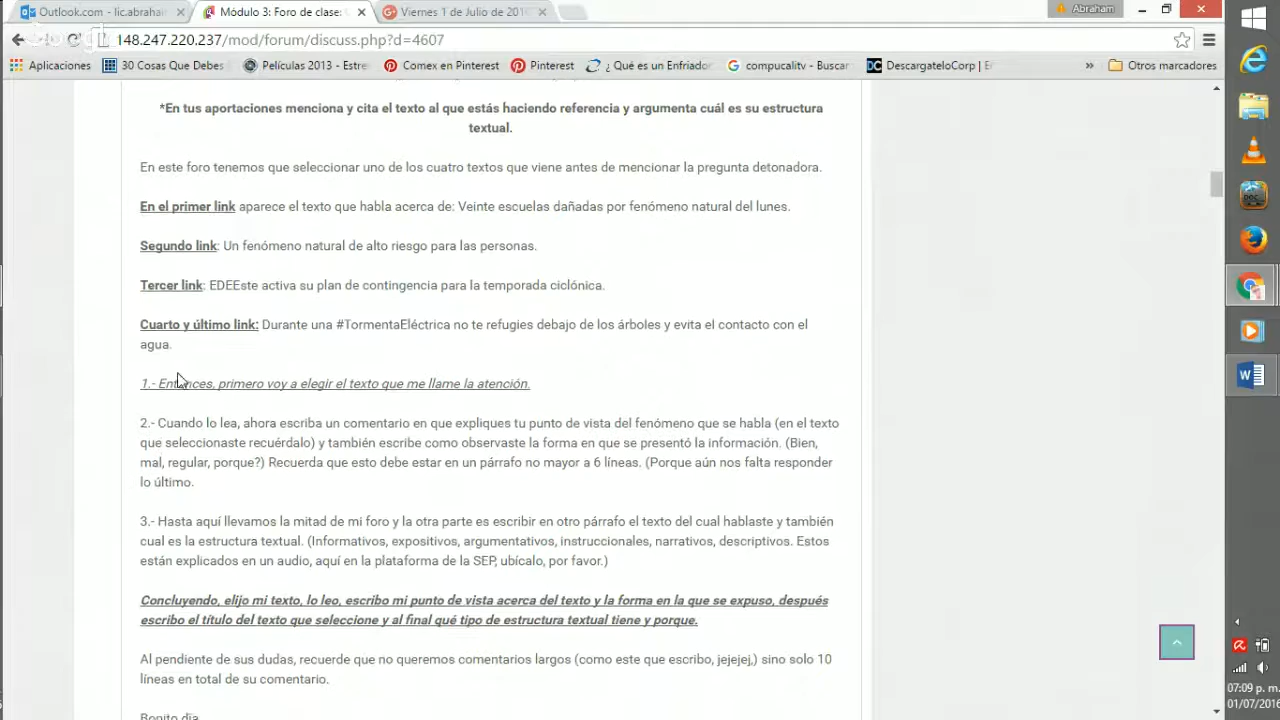 Outlook.com - lic.abraham
Módulo 3: Foro de clase:
Viernes 1 de Julio de 2016
Abraham
148.247.220.237/mod/forum/discuss.php?d=4607
Aplicaciones
30 Cosas Que Debes
Películas 2013 - Estre
Comex on Pinterest
Pinterest
¿ Qué es un Enfriador
compucalitv - Buscar
DescargateloCorp | E
»
Otros marcadores
*En tus aportaciones menciona y cita el texto al que estás haciendo referencia y argumenta cuál es su estructura
textual.
En este foro tenemos que seleccionar uno de los cuatro textos que viene antes de mencionar la pregunta detonadora.
En el primer link aparece el texto que habla acerca de: Veinte escuelas dañadas por fenómeno natural del lunes.
Segundo link: Un fenómeno natural de alto riesgo para las personas.
Tercer link: EDEEste activa su plan de contingencia para la temporada ciclónica.
Cuarto y último link: Durante una #TormentaEléctrica no te refugies debajo de los árboles y evita el contacto con el
agua.
1.- Entonces, primero voy a elegir el texto que me llame la atención.
2.- Cuando lo lea, ahora escriba un comentario en que expliques tu punto de vista del fenómeno que se habla (en el texto
que seleccionaste recuérdalo) y también escribe como observaste la forma en que se presentó la información. (Bien,
mal, regular, porque?) Recuerda que esto debe estar en un párrafo no mayor a 6 líneas. (Porque aún nos falta responder
lo último.
3.- Hasta aquí llevamos la mitad de mi foro y la otra parte es escribir en otro párrafo el texto del cual hablaste y también
cual es la estructura textual. (Informativos, expositivos, argumentativos, instruccionales, narrativos, descriptivos. Estos
están explicados en un audio, aquí en la plataforma de la SEP, ubícalo, por favor.)
Concluyendo, elijo mi texto, lo leo, escribo mi punto de vista acerca del texto y la forma en la que se expuso, después
escribo el título del texto que seleccione y al final qué tipo de estructura textual tiene y porque.
Al pendiente de sus dudas, recuerde que no queremos comentarios largos (como este que escribo, jejejej,) sino solo 10
líneas en total de su comentario.
Bonito día
07:09 p. m.
01/07/2016